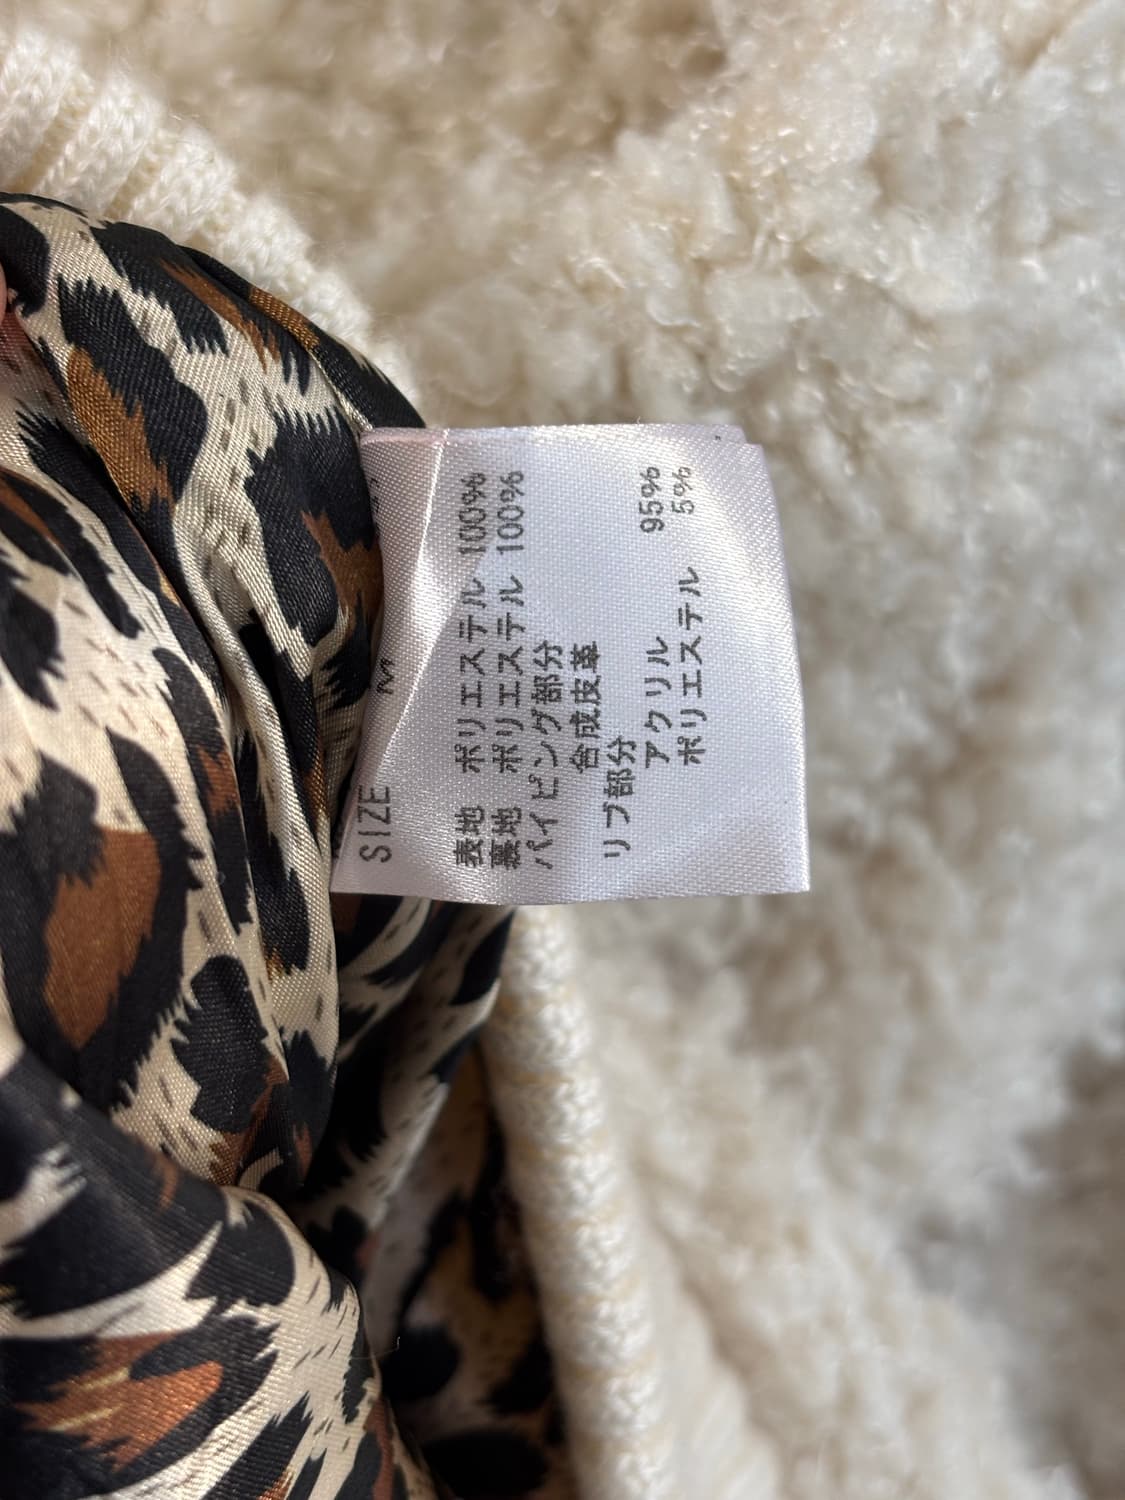 SIZE M
表地 ポリエステル 100%
裏地 ポリエステル 100%
パイピング部分
合成皮革
リブ部分
アクリル 95%
ポリエステル 5%